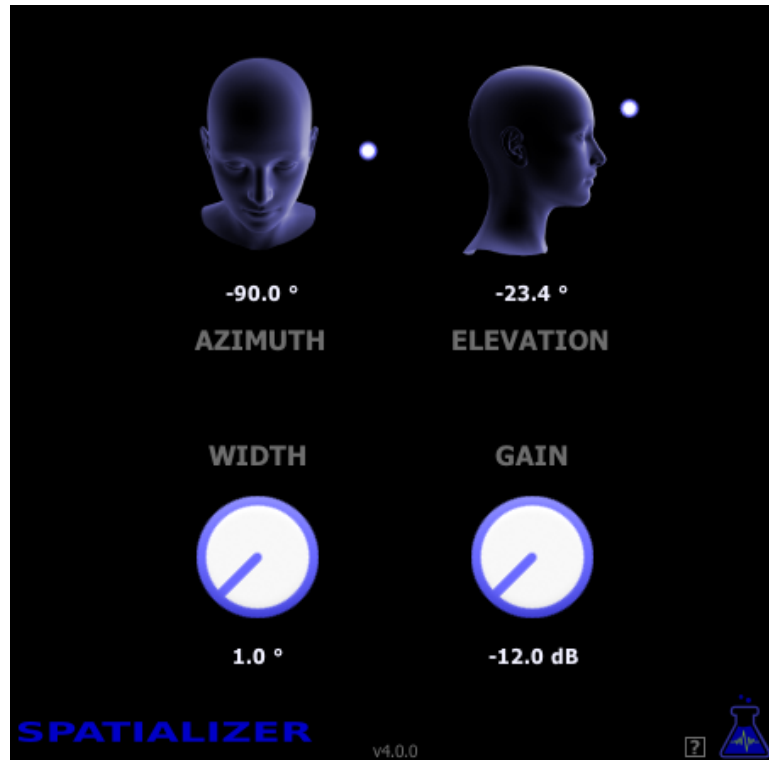 -90.0 ° -23.4 °
AZIMUTH ELEVATION
WIDTH GAIN
1.0 ° -12.0 dB
SPATIALIZER
v4.0.0
?